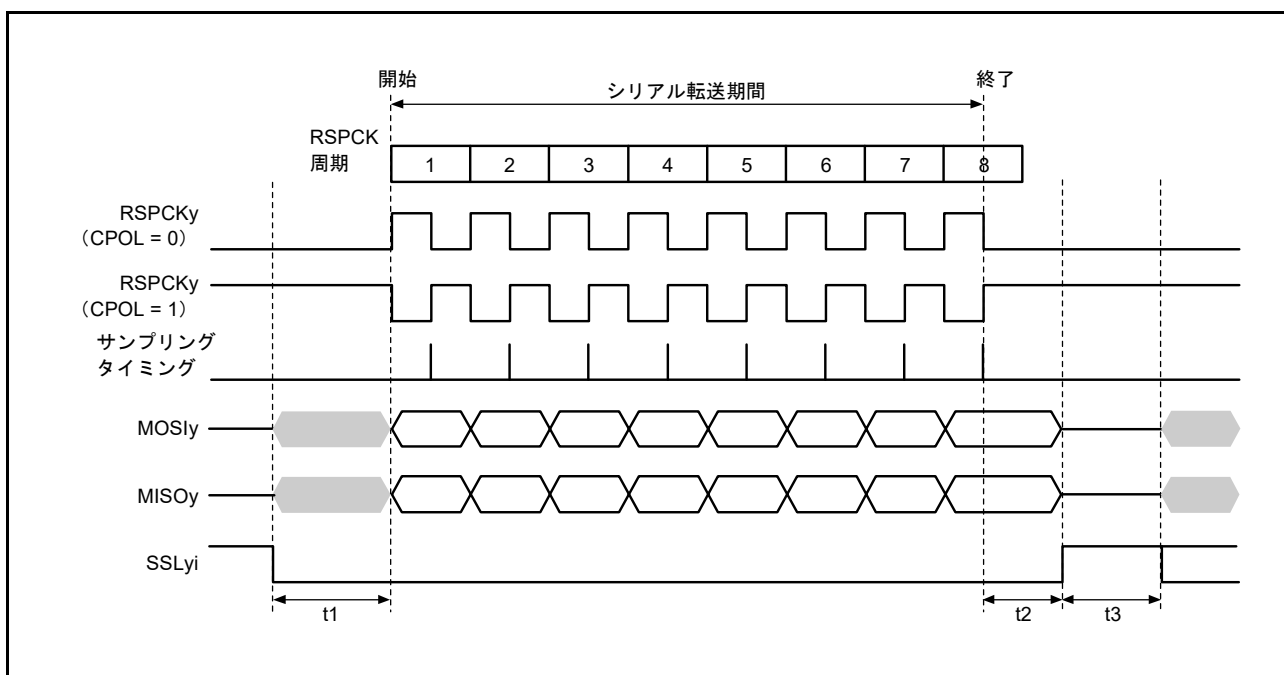 開始
終了
シリアル転送期間
RSPCK
周期
1 2 3 4 5 6 7 8
RSPCKy
（CPOL = 0）
RSPCKy
（CPOL = 1）
サンプリング
タイミング
MOSIy
MISOy
SSLyi
t1
t2
t3